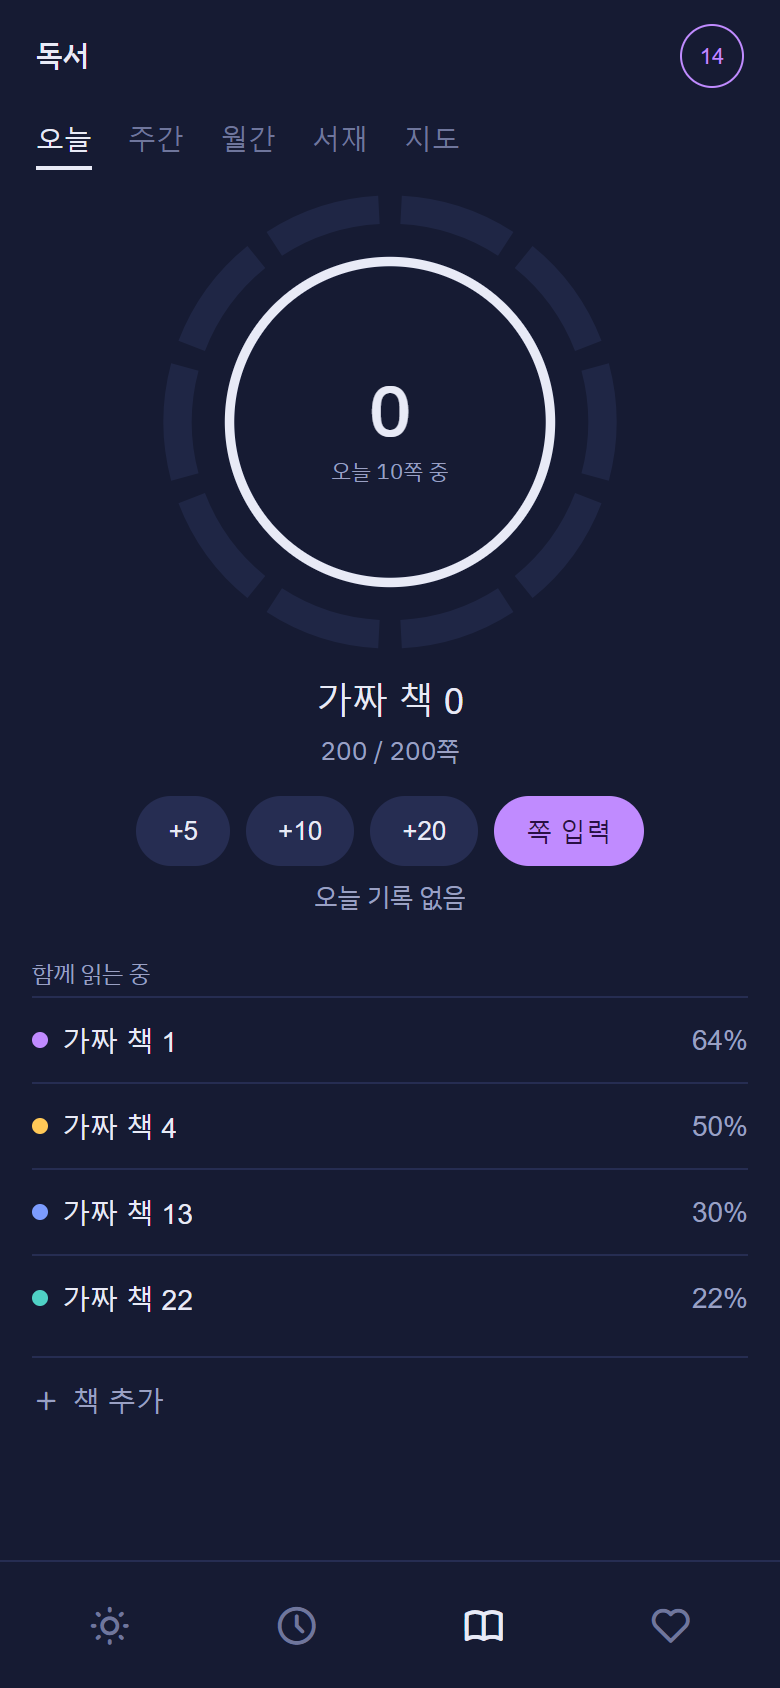 독서
14
오늘 주간 월간 서재 지도
0
오늘 10쪽 중
가짜 책 0
200 / 200쪽
+5 +10 +20 쪽 입력
오늘 기록 없음
함께 읽는 중
가짜 책 1 64%
가짜 책 4 50%
가짜 책 13 30%
가짜 책 22 22%
+ 책 추가